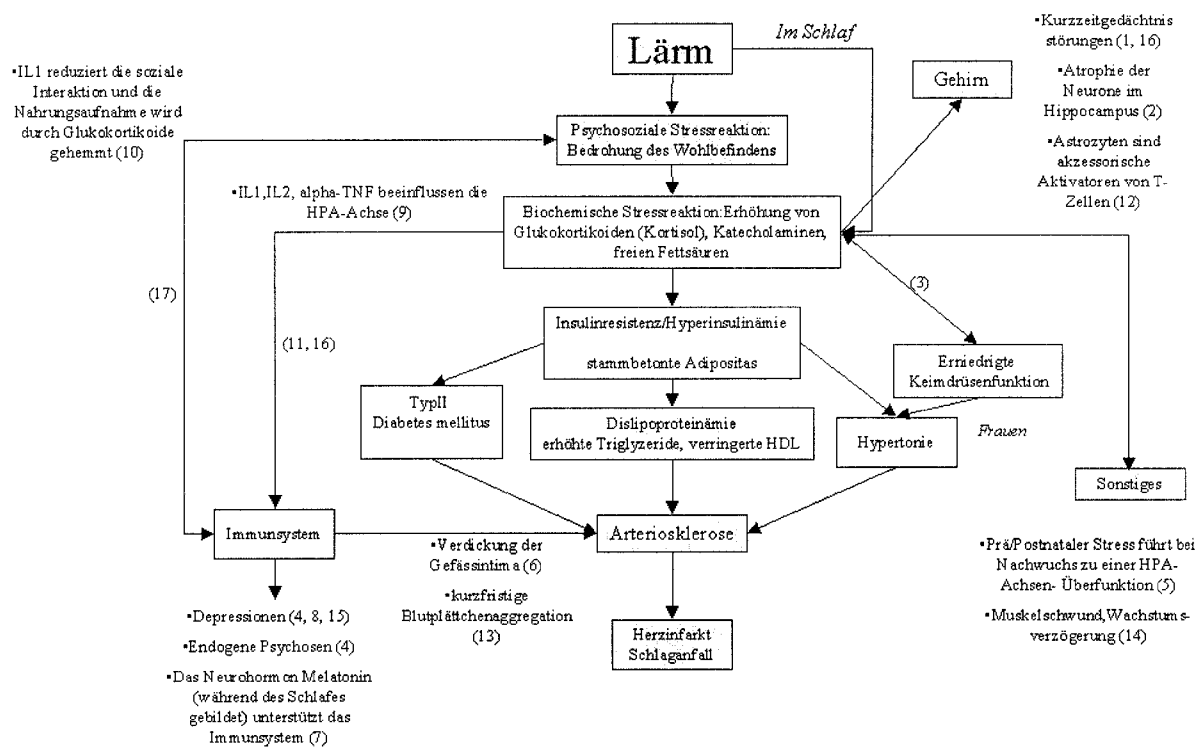 Lärm
Im Schlaf
▪Kurzzeitgedächtnis
störungen (1, 16)
▪Atrophie der
Neurone im
Hippocampus (2)
▪Astrozyten sind
akzessorische
Aktivatoren von T-
Zellen (12)
Gehirn
▪IL1 reduziert die soziale
Interaktion und die
Nahrungsaufnahme wird
durch Glukokortikoide
gehemmt (10)
Psychosoziale Stressreaktion:
Bedrohung des Wohlbefindens
▪IL1,IL2, alpha-TNF beeinflussen die
HPA-Achse (9)
Biochemische Stressreaktion:Erhöhung von
Glukokortikoiden (Kortisol), Katecholaminen,
freien Fettsäuren
(17)
(11, 16)
(3)
Insulinresistenz/Hyperinsulinämie
stammbetonte Adipositas
Erniedrigte
Keimdrüsenfunktion
TypII
Diabetes mellitus
Dislipoproteinämie
erhöhte Triglyzeride, verringerte HDL
Hypertonie
Frauen
Sonstiges
Immunsystem
Arteriosklerose
▪Verdickung der
Gefässintima (6)
▪kurzfristige
Blutplättchenaggregation
(13)
▪Prä/Postnataler Stress führt bei
Nachwuchs zu einer HPA-
Achsen- Überfunktion (5)
▪Muskelschwund,Wachstums-
verzögerung (14)
▪Depressionen (4, 8, 15)
▪Endogene Psychosen (4)
▪Das Neurohormon Melatonin
(während des Schlafes
gebildet) unterstützt das
Immunsystem (7)
Herzinfarkt
Schlaganfall